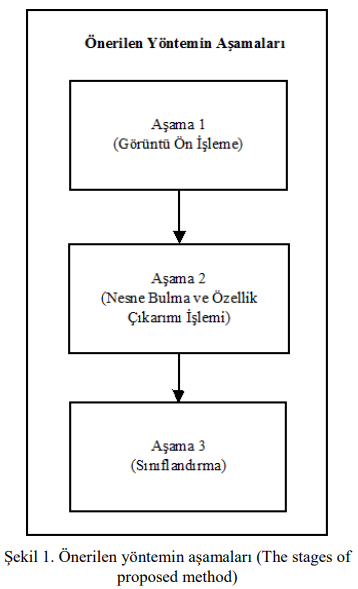 Önerilen Yöntemin Aşamaları
Aşama 1
(Görüntü Ön İşleme)
Aşama 2
(Nesne Bulma ve Özellik
Çıkarımı İşlemi)
Aşama 3
(Sınıflandırma)
Şekil 1. Önerilen yöntemin aşamaları (The stages of
proposed method)